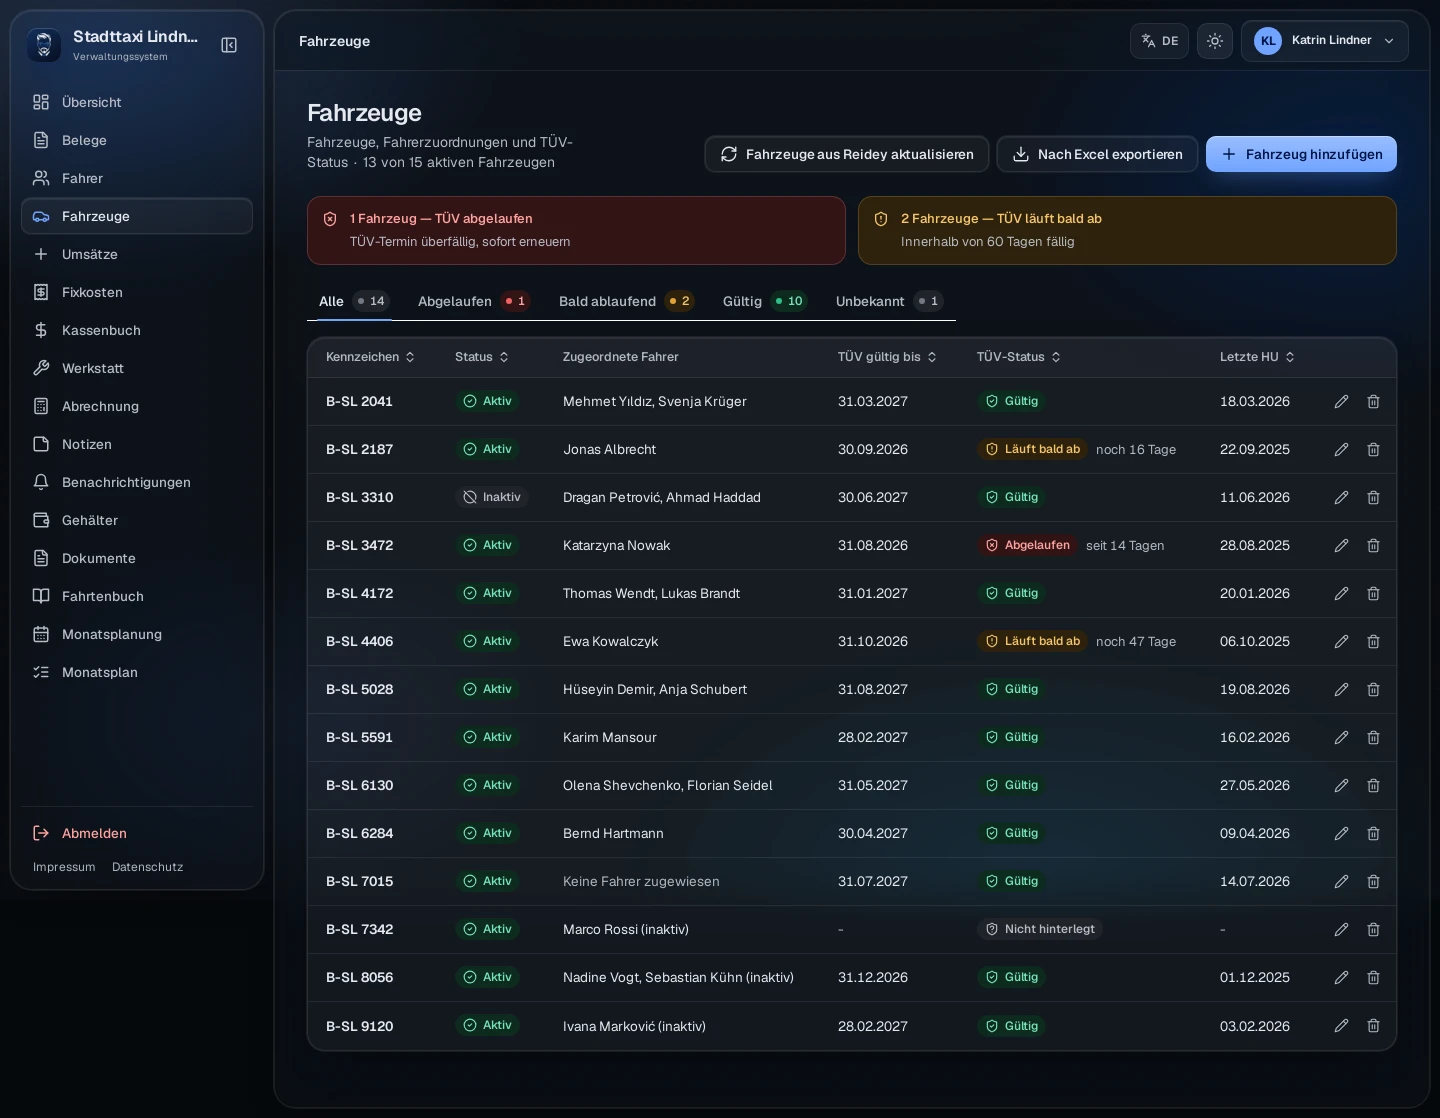 Stadttaxi Lindn...
Verwaltungssystem
Übersicht
Belege
Fahrer
Fahrzeuge
Umsätze
Fixkosten
Kassenbuch
Werkstatt
Abrechnung
Notizen
Benachrichtigungen
Gehälter
Dokumente
Fahrtenbuch
Monatsplanung
Monatsplan
Abmelden
Impressum Datenschutz
Fahrzeuge
DE
KL Katrin Lindner
Fahrzeuge
Fahrzeuge, Fahrerzuordnungen und TÜV-
Status · 13 von 15 aktiven Fahrzeugen
Fahrzeuge aus Reidey aktualisieren
Nach Excel exportieren
Fahrzeug hinzufügen
1 Fahrzeug — TÜV abgelaufen
TÜV-Termin überfällig, sofort erneuern
2 Fahrzeuge — TÜV läuft bald ab
Innerhalb von 60 Tagen fällig
Alle 14 Abgelaufen 1 Bald ablaufend 2 Gültig 10 Unbekannt 1
Kennzeichen Status Zugeordnete Fahrer TÜV gültig bis TÜV-Status Letzte HU
B-SL 2041 Aktiv Mehmet Yıldız, Svenja Krüger 31.03.2027 Gültig 18.03.2026
B-SL 2187 Aktiv Jonas Albrecht 30.09.2026 Läuft bald ab noch 16 Tage 22.09.2025
B-SL 3310 Inaktiv Dragan Petrović, Ahmad Haddad 30.06.2027 Gültig 11.06.2026
B-SL 3472 Aktiv Katarzyna Nowak 31.08.2026 Abgelaufen seit 14 Tagen 28.08.2025
B-SL 4172 Aktiv Thomas Wendt, Lukas Brandt 31.01.2027 Gültig 20.01.2026
B-SL 4406 Aktiv Ewa Kowalczyk 31.10.2026 Läuft bald ab noch 47 Tage 06.10.2025
B-SL 5028 Aktiv Hüseyin Demir, Anja Schubert 31.08.2027 Gültig 19.08.2026
B-SL 5591 Aktiv Karim Mansour 28.02.2027 Gültig 16.02.2026
B-SL 6130 Aktiv Olena Shevchenko, Florian Seidel 31.05.2027 Gültig 27.05.2026
B-SL 6284 Aktiv Bernd Hartmann 30.04.2027 Gültig 09.04.2026
B-SL 7015 Aktiv Keine Fahrer zugewiesen 31.07.2027 Gültig 14.07.2026
B-SL 7342 Aktiv Marco Rossi (inaktiv) - Nicht hinterlegt -
B-SL 8056 Aktiv Nadine Vogt, Sebastian Kühn (inaktiv) 31.12.2026 Gültig 01.12.2025
B-SL 9120 Aktiv Ivana Marković (inaktiv) 28.02.2027 Gültig 03.02.2026